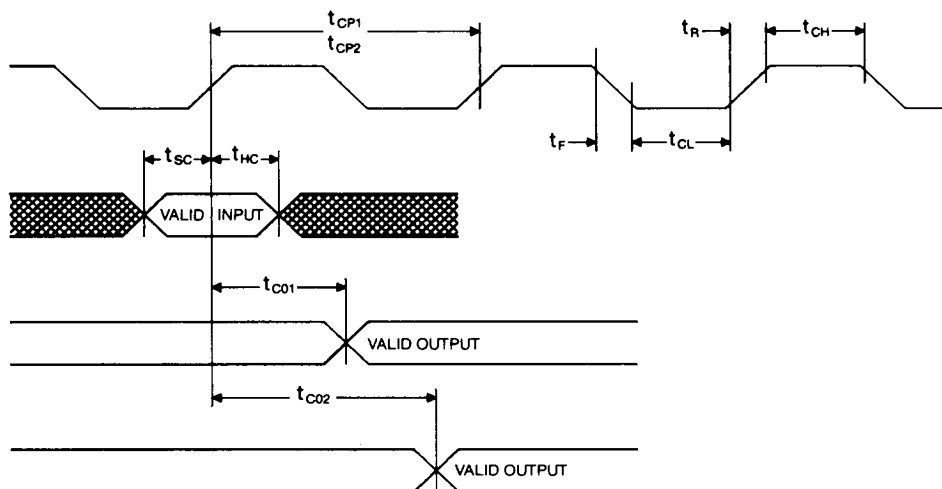 tCP1
tCP2
tR
tCH
tF
tCL
tSC
tHC
VALID INPUT
tC01
VALID OUTPUT
tC02
VALID OUTPUT